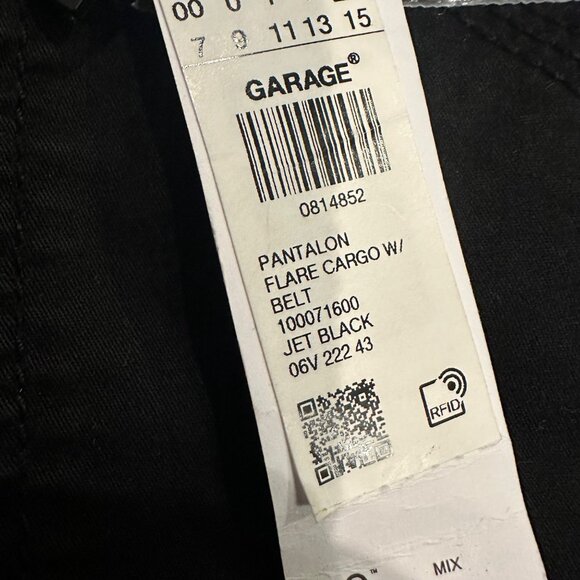 00 0
7 9 11 13 15
GARAGE®
0814852
PANTALON
FLARE CARGO W/
BELT
100071600
JET BLACK
06V 222 43
RFID
MIX